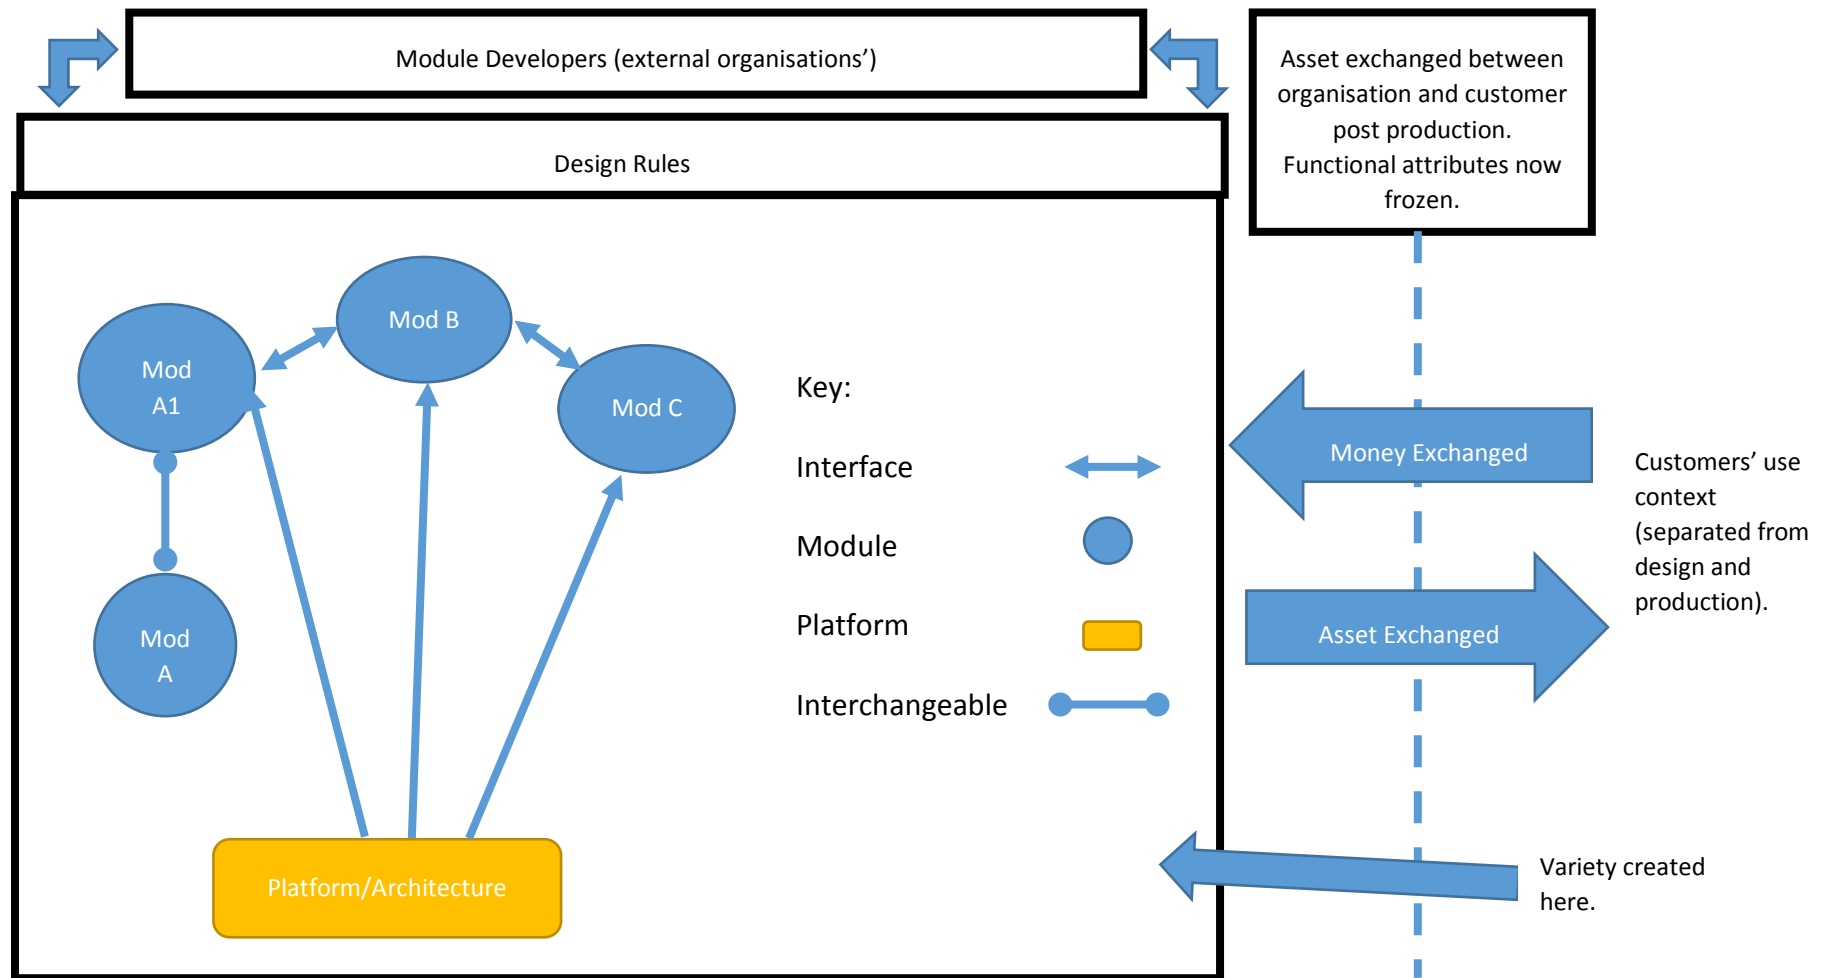 Module Developers (external organisations’)
Asset exchanged between
organisation and customer
post production.
Functional attributes now
frozen.
Design Rules
Mod B
Mod
A1
Mod C
Mod
A
Platform/Architecture
Key:
Interface
Module
Platform
Interchangeable
Money Exchanged
Asset Exchanged
Customers’ use
context
(separated from
design and
production).
Variety created
here.